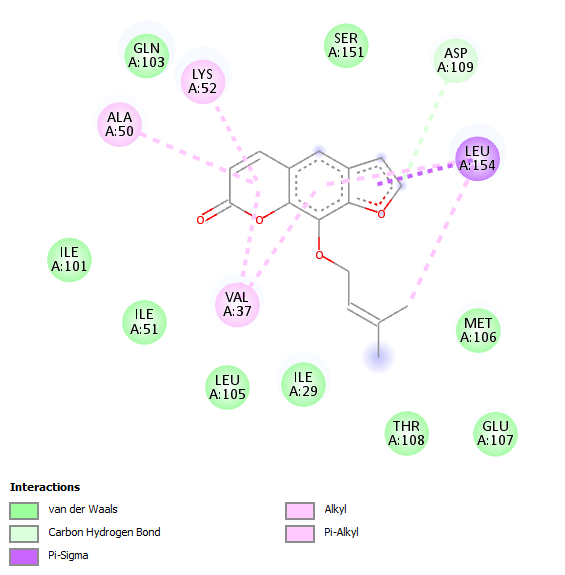 GLN
A:103
SER
A:151
ASP
A:109
LYS
A:52
ALA
A:50
LEU
A:154
O
O
O
O
ILE
A:101
VAL
A:37
ILE
A:51
MET
A:106
LEU
A:105
ILE
A:29
THR
A:108
GLU
A:107
Interactions
van der Waals
Carbon Hydrogen Bond
Pi-Sigma
Alkyl
Pi-Alkyl